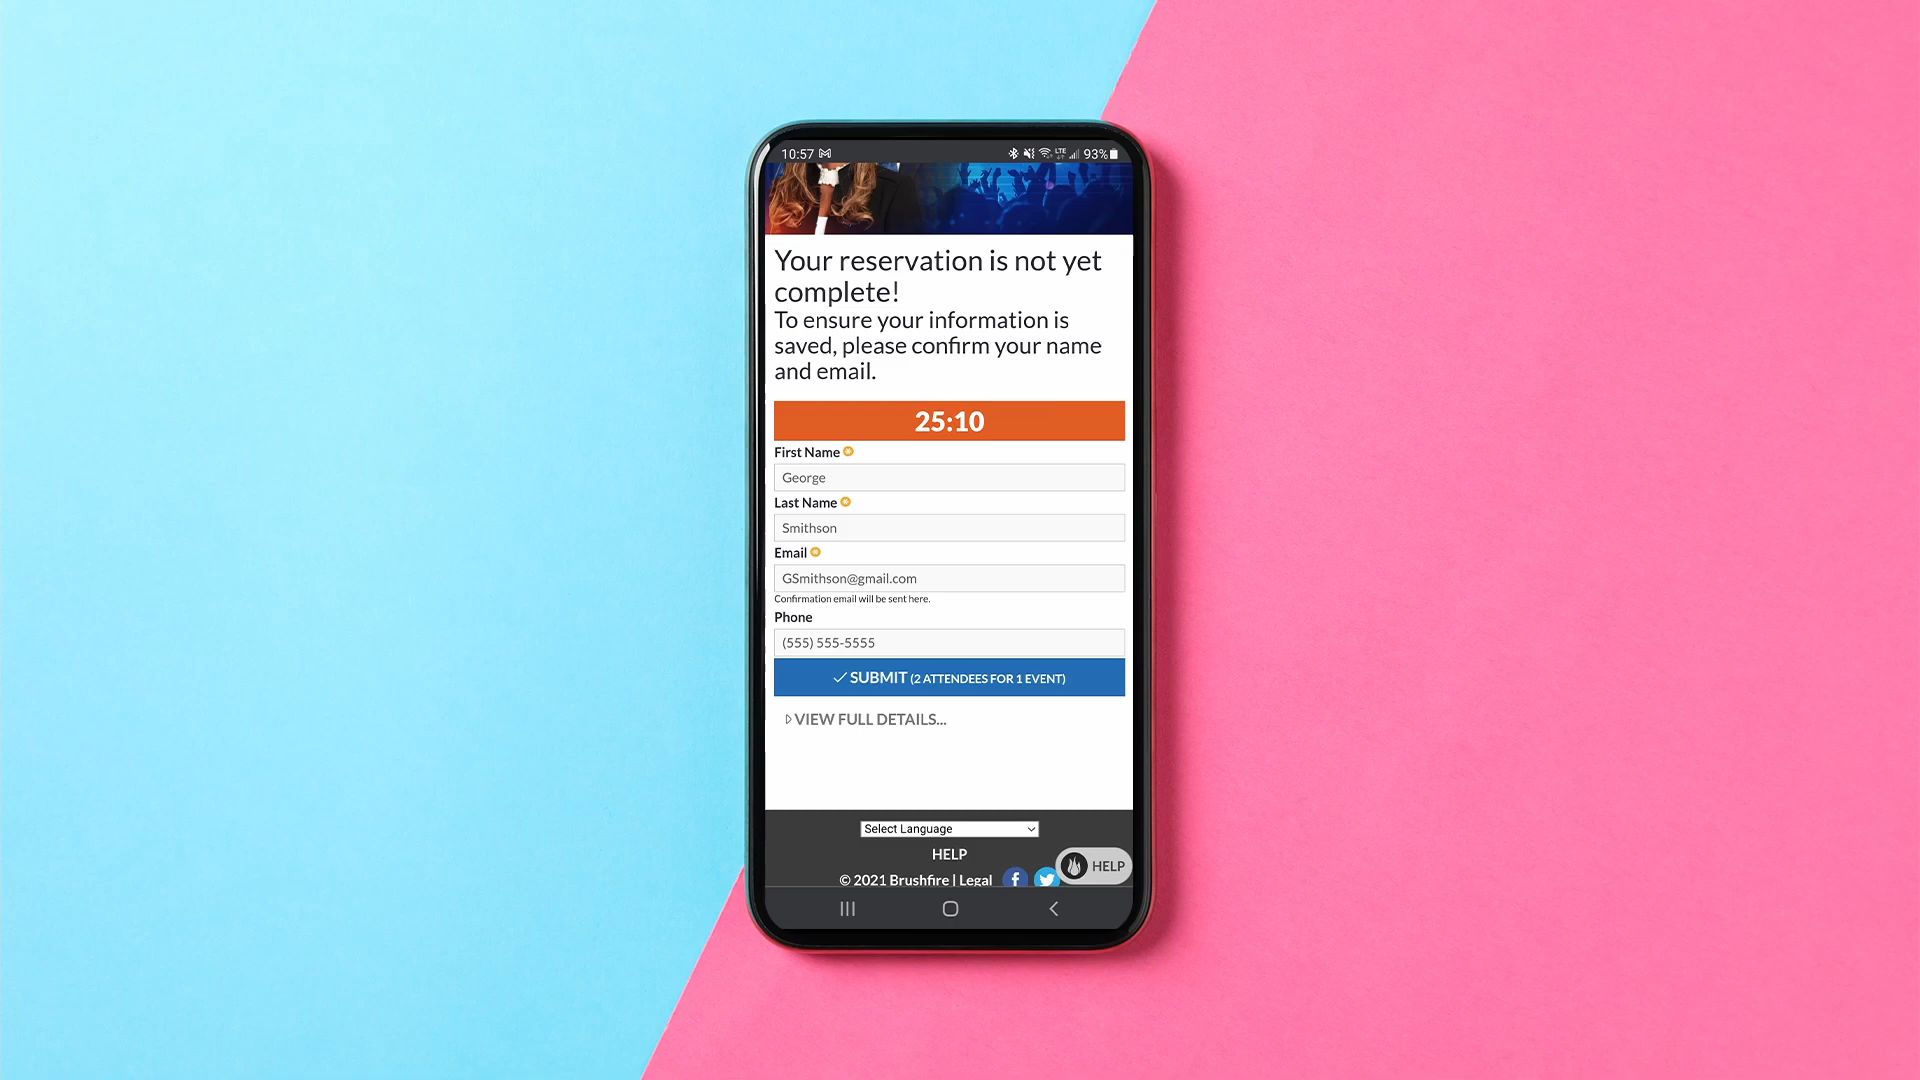 10:57
LTE
93%
Your reservation is not yet
complete!
To ensure your information is
saved, please confirm your name
and email.
25:10
First Name
George
Last Name
Smithson
Email
GSmithson@gmail.com
Confirmation email will be sent here.
Phone
(555) 555-5555
SUBMIT (2 ATTENDEES FOR 1 EVENT)
VIEW FULL DETAILS...
Select Language
HELP
HELP
© 2021 Brushfire | Legal